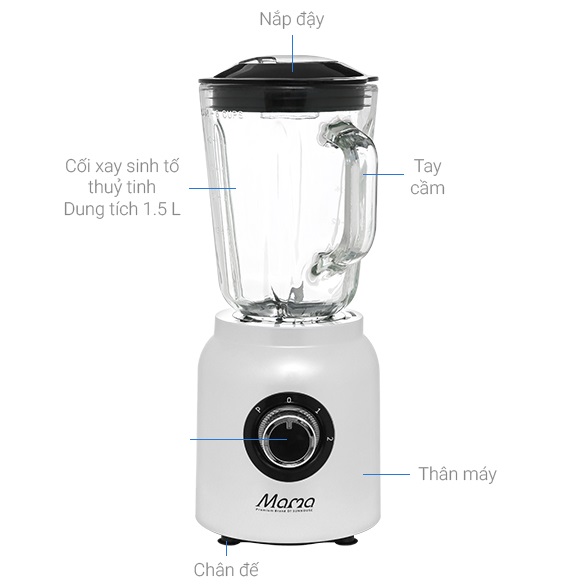 Nắp đậy
CUPS
Cối xay sinh tố
thuỷ tinh
Dung tích 1.5 L
Tay
cầm
P 0 1 2
Mama
Thân máy
Chân đế